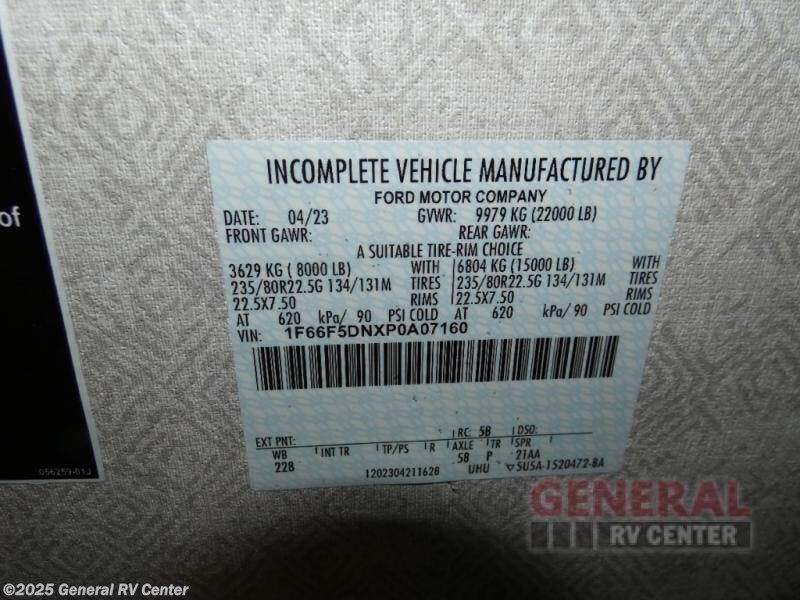 of
056259-01J
INCOMPLETE VEHICLE MANUFACTURED BY
FORD MOTOR COMPANY
DATE: 04/23 GVWR: 9979 KG (22000 LB)
FRONT GAWR: REAR GAWR:
A SUITABLE TIRE-RIM CHOICE
3629 KG ( 8000 LB) WITH 6804 KG (15000 LB) WITH
235/80R22.5G 134/131M TIRES 235/80R22.5G 134/131M TIRES
22.5X7.50 RIMS 22.5X7.50 RIMS
AT 620 kPa/ 90 PSI COLD AT 620 kPa/ 90 PSI COLD
VIN: 1F66F5DNXP0A07160
EXT PNT: RC: 58 DSO:
WB INT TR TP/PS R AXLE TR SPR
228 58 P 21AA
1202304211628 UHU 5U5A-1520472-BA
GENERAL
RV CENTER
©2025 General RV Center